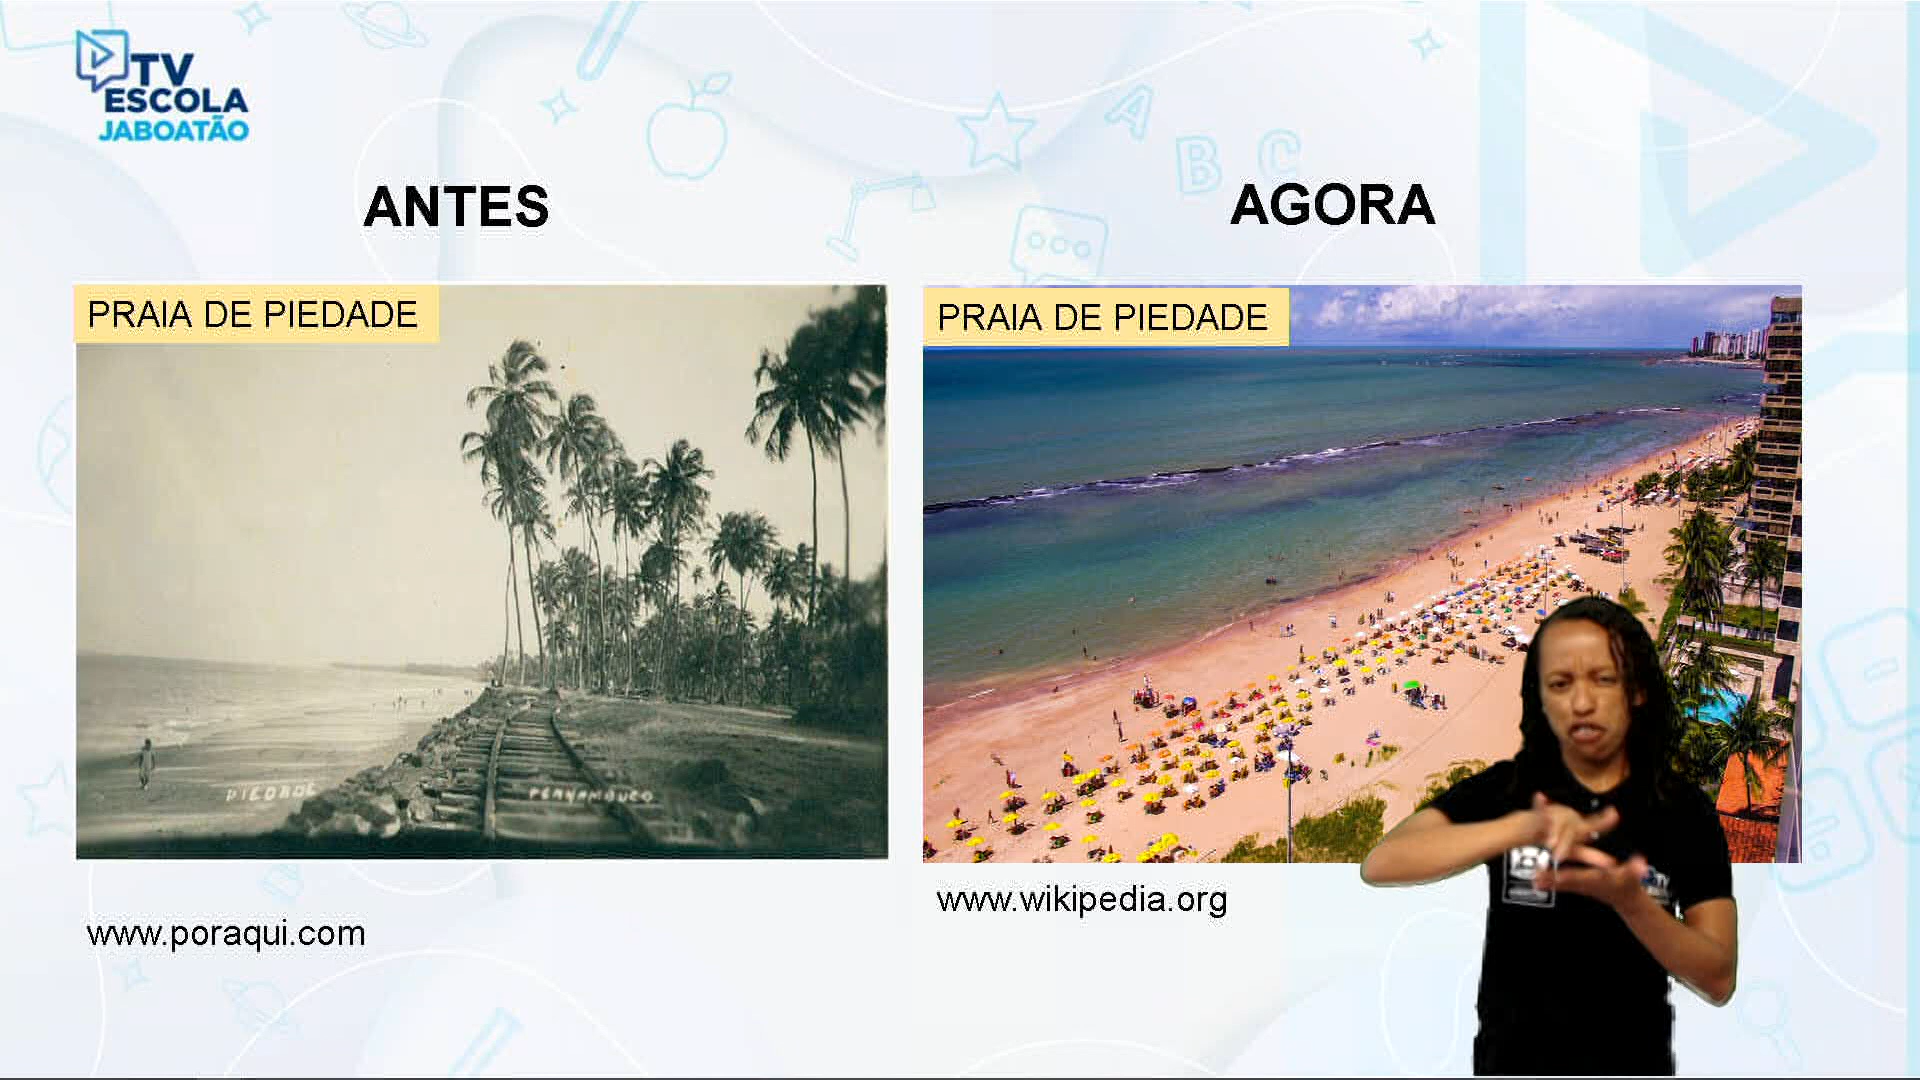 TV
ESCOLA
JABOATÃO
A
B C
ANTES
AGORA
PRAIA DE PIEDADE
PRAIA DE PIEDADE
PIEDADE
PERNAMBUCO
www.poraqui.com
www.wikipedia.org